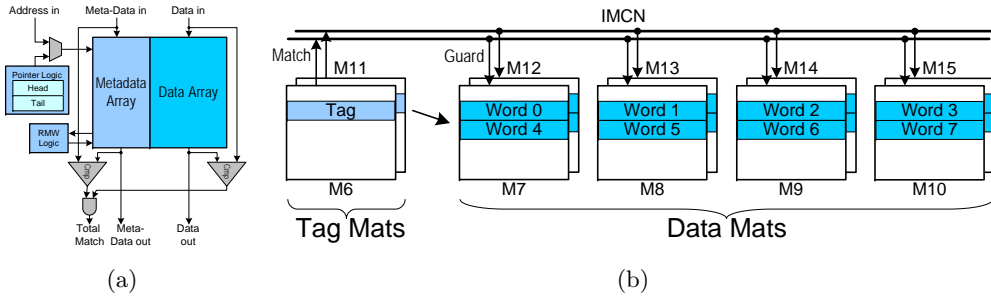 Address in
Meta-Data in
Data in
Pointer Logic
Head
Tail
Metadata
Array
Data Array
RMW
Logic
Cmp
Cmp
Total
Match
Meta-
Data out
Data
out
(a)
IMCN
Match
Guard
M11
M12
M13
M14
M15
Tag
Word 0
Word 1
Word 2
Word 3
Word 4
Word 5
Word 6
Word 7
M6
M7
M8
M9
M10
Tag Mats
Data Mats
(b)